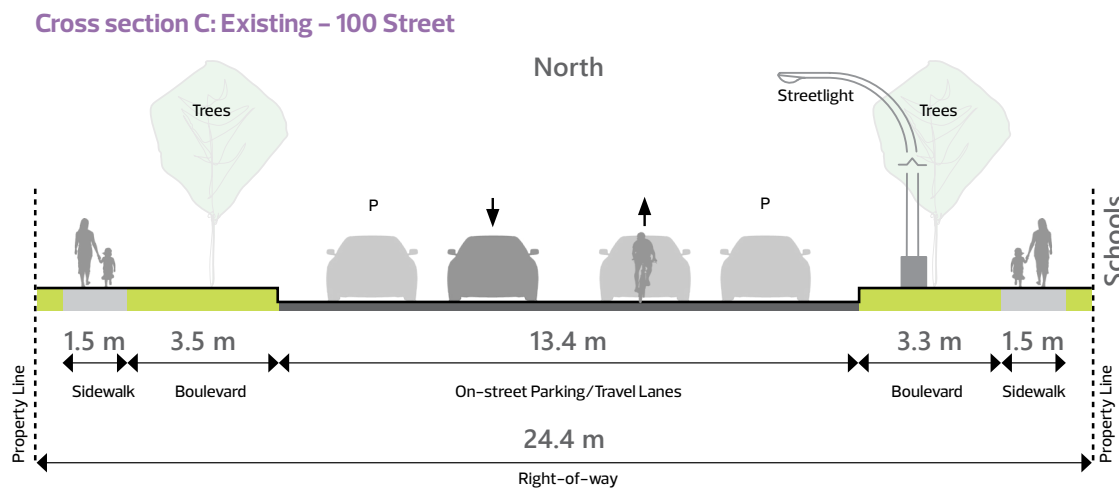 Cross section C: Existing – 100 Street
North
Trees
Streetlight
Trees
P
P
Schools
1.5 m
3.5 m
13.4 m
3.3 m
1.5 m
Sidewalk
Boulevard
On-street Parking/Travel Lanes
Boulevard
Sidewalk
Property Line
Property Line
24.4 m
Right-of-way